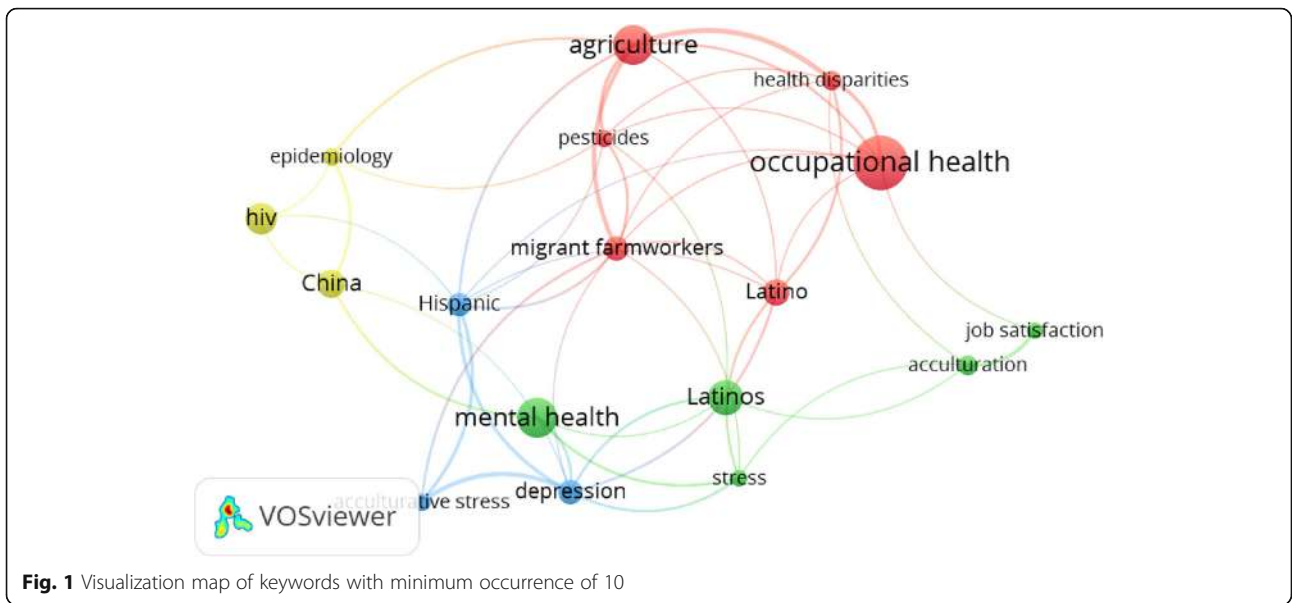 agriculture
health disparities
pesticides
occupational health
epidemiology
hiv
migrant farmworkers
China
Hispanic
Latino
job satisfaction
acculturation
Latinos
mental health
stress
depression
acculturative stress
VOSviewer
Fig. 1 Visualization map of keywords with minimum occurrence of 10